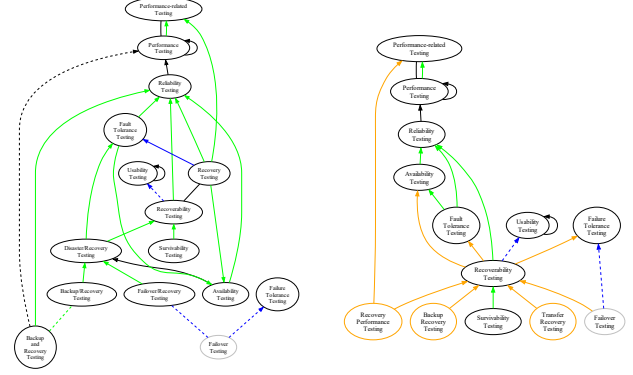 Performance-related
Testing
Performance
Testing
Reliability
Testing
Fault
Tolerance
Testing
Usability
Testing
Recovery
Testing
Recoverability
Testing
Disaster/Recovery
Testing
Survivability
Testing
Backup/Recovery
Testing
Failover/Recovery
Testing
Availability
Testing
Failure
Tolerance
Testing
Backup
and
Recovery
Testing
Failover
Testing
Performance-related
Testing
Performance
Testing
Reliability
Testing
Availability
Testing
Fault
Tolerance
Testing
Usability
Testing
Failure
Tolerance
Testing
Recoverability
Testing
Recovery
Performance
Testing
Backup
Recovery
Testing
Survivability
Testing
Transfer
Recovery
Testing
Failover
Testing